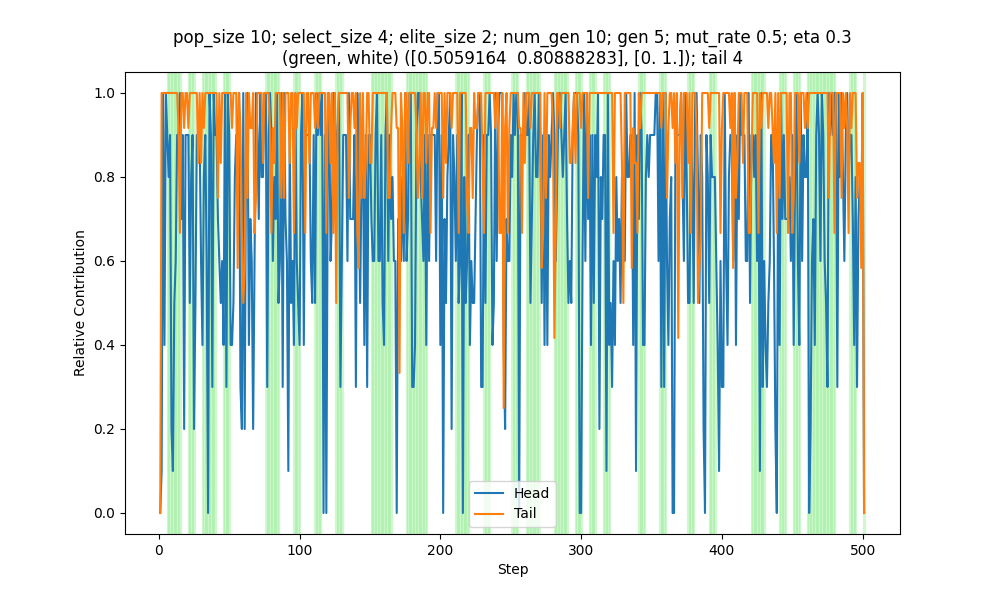 pop_size 10; select_size 4; elite_size 2; num_gen 10; gen 5; mut_rate 0.5; eta 0.3
(green, white) ([0.5059164  0.80888283], [0. 1.]); tail 4
Relative Contribution
1.0
0.8
0.6
0.4
0.2
0.0
Head
Tail
0 100 200 300 400 500
Step